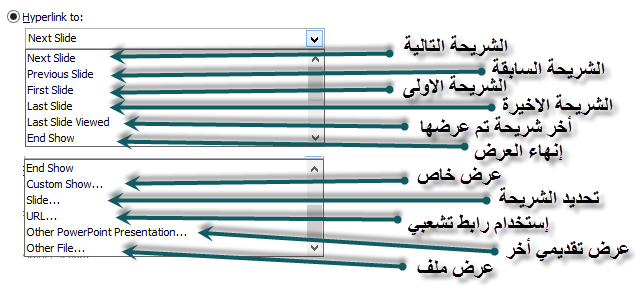 Hyperlink to:
Next Slide
Next Slide الشريحة التالية
Previous Slide الشريحة السابقة
First Slide الشريحة الاولى
Last Slide الشريحة الاخيرة
Last Slide Viewed أخر شريحة تم عرضها
End Show إنهاء العرض
End Show
Custom Show... عرض خاص
Slide... تحديد الشريحة
URL... إستخدام رابط تشعبي
Other PowerPoint Presentation... عرض تقديمي أخر
Other File... عرض ملف